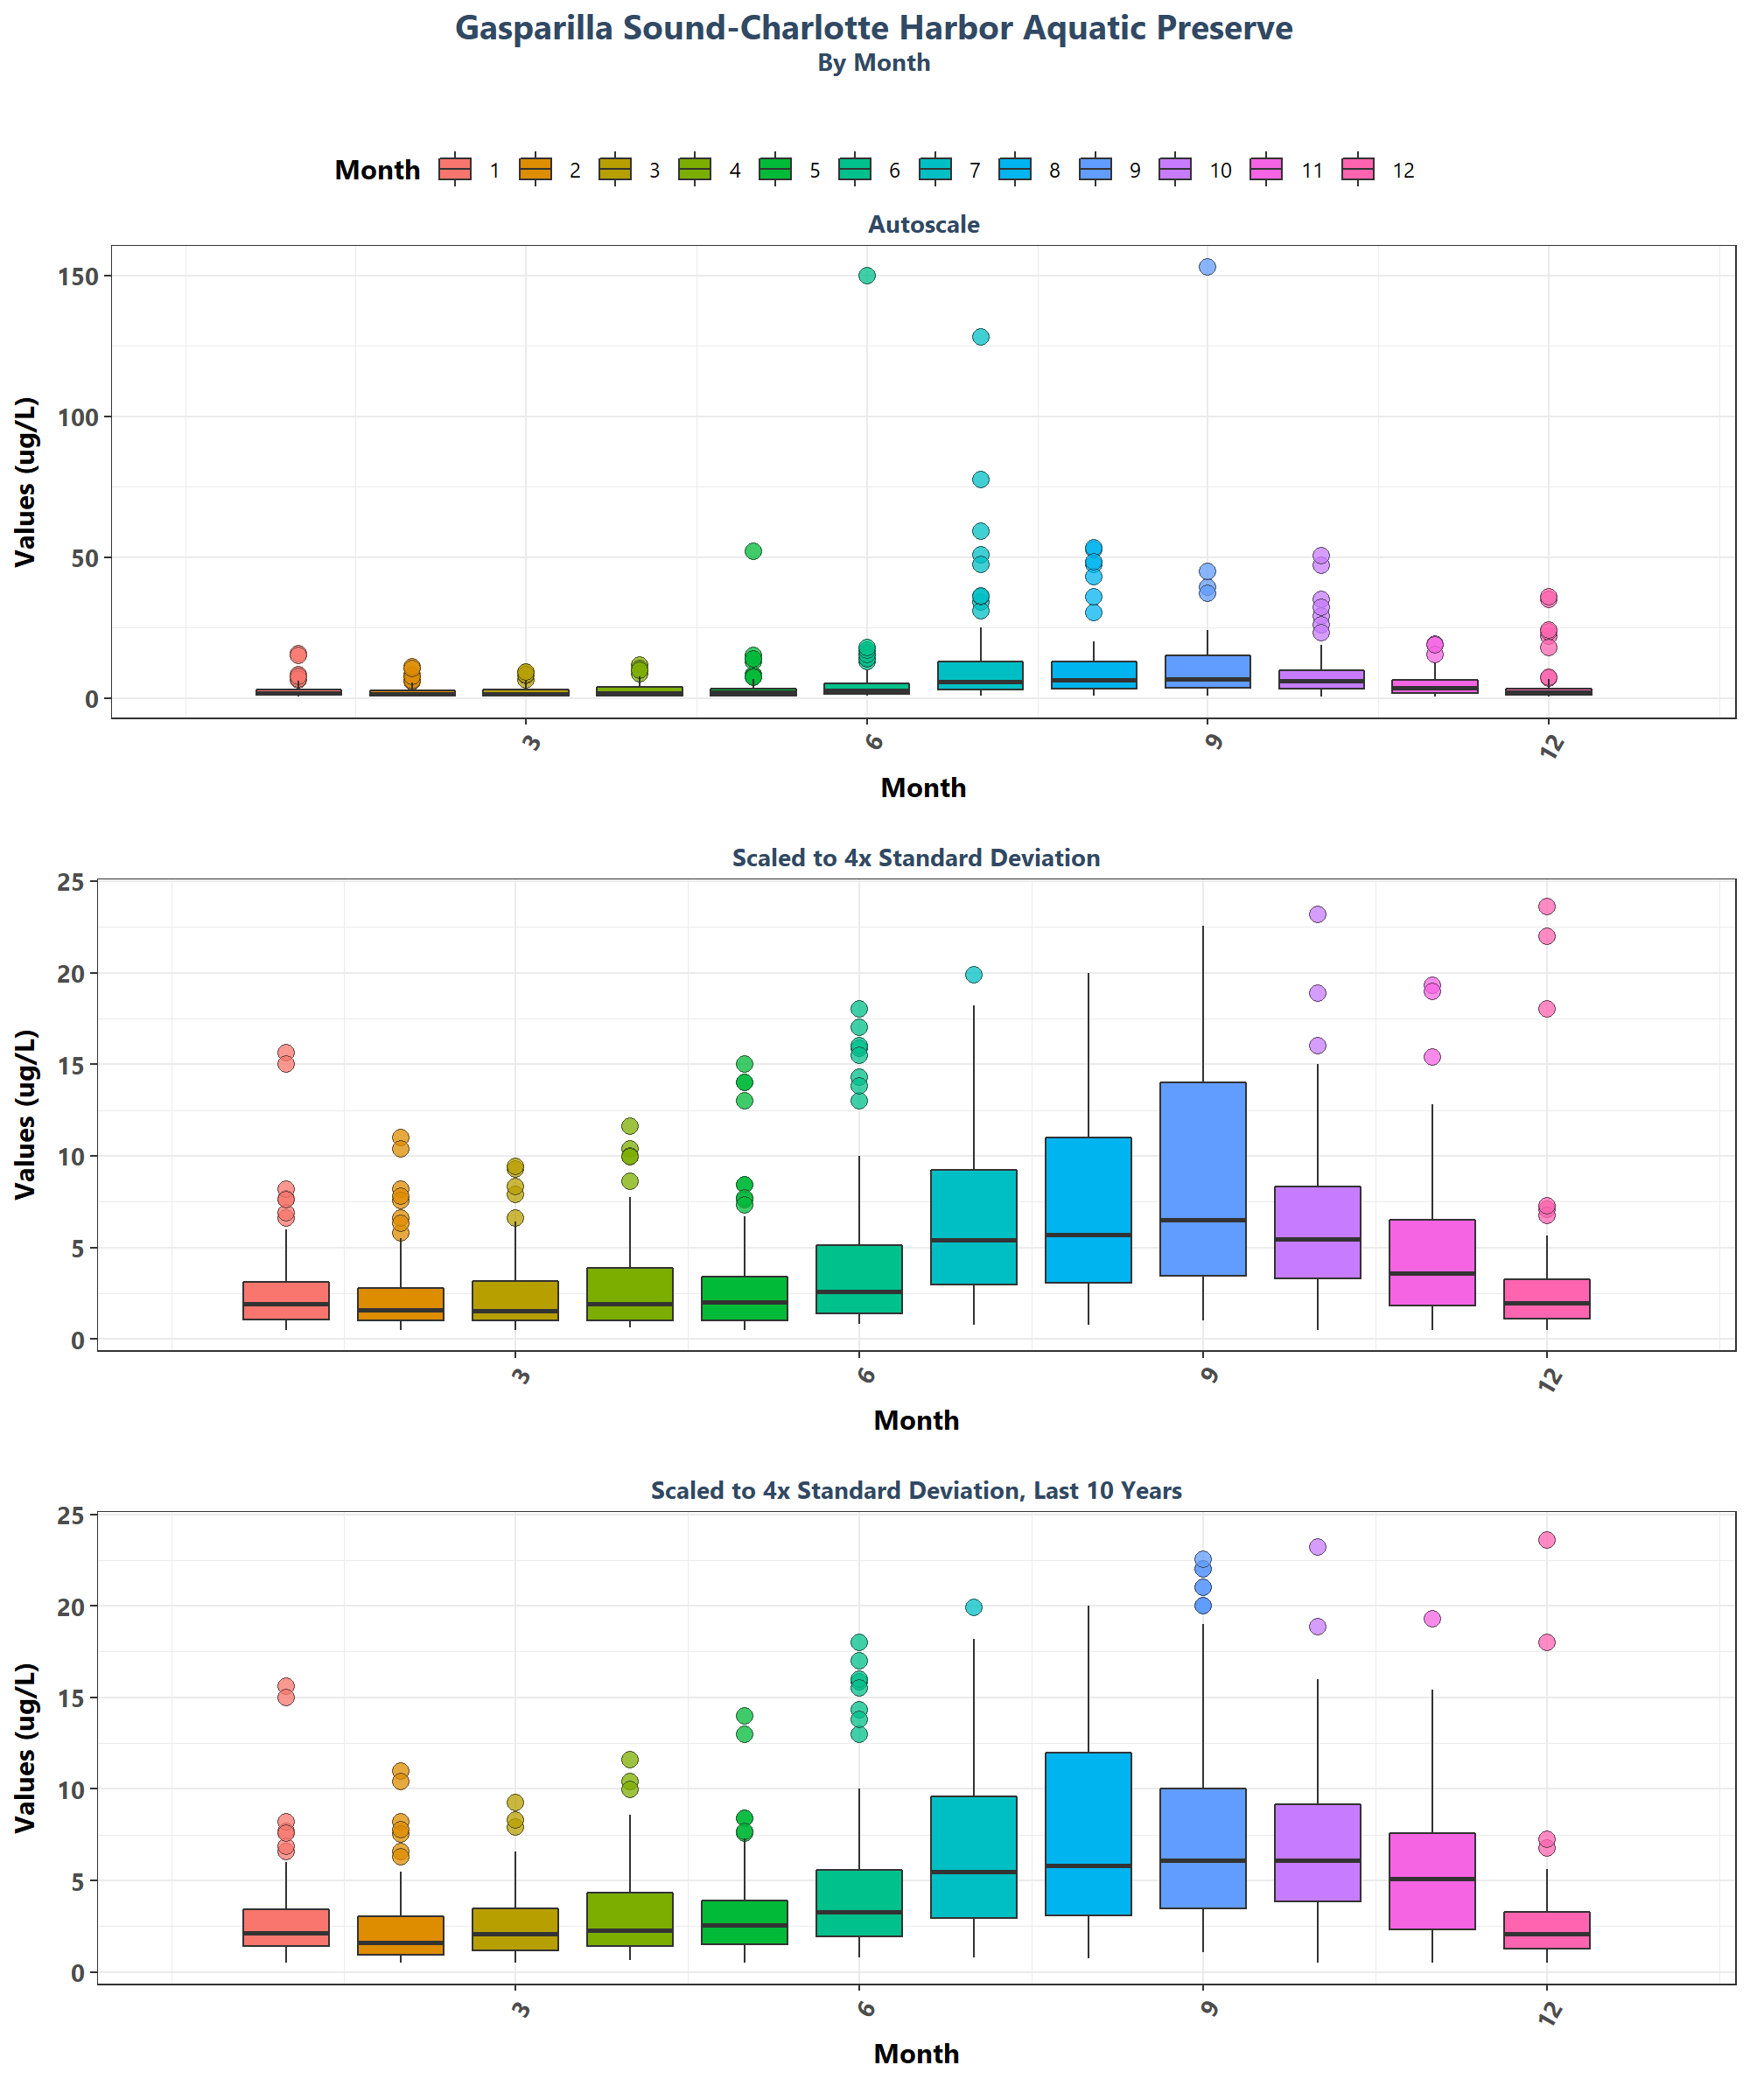 Gasparilla Sound-Charlotte Harbor Aquatic Preserve
By Month
Month 1 2 3 4 5 6 7 8 9 10 11 12
Autoscale
Values (ug/L)
150
100
50
0
3 6 9 12
Month
Scaled to 4x Standard Deviation
Values (ug/L)
25
20
15
10
5
0
3 6 9 12
Month
Scaled to 4x Standard Deviation, Last 10 Years
Values (ug/L)
25
20
15
10
5
0
3 6 9 12
Month